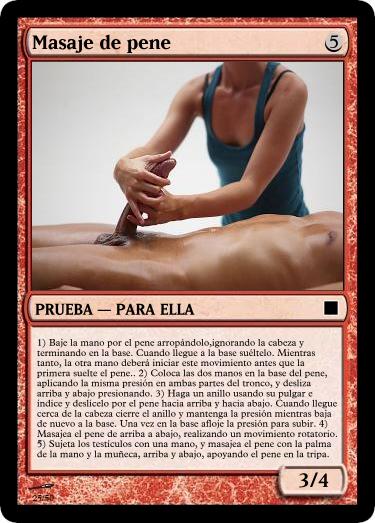 Masaje de pene
5
PRUEBA — PARA ELLA
1) Baje la mano por el pene arropándolo,ignorando la cabeza y
terminando en la base. Cuando llegue a la base suéltelo. Mientras
tanto, la otra mano deberá iniciar este movimiento antes que la
primera suelte el pene.. 2) Coloca las dos manos en la base del pene,
aplicando la misma presión en ambas partes del tronco, y desliza
arriba y abajo presionando. 3) Haga un anillo usando su pulgar e
índice y deslícelo por el pene hacia arriba y hacia abajo. Cuando llegue
cerca de la cabeza cierre el anillo y mantenga la presión mientras baja
de nuevo a la base. Una vez en la base afloje la presión para subir. 4)
Masajea el pene de arriba a abajo, realizando un movimiento rotatorio.
5) Sujeta los testículos con una mano, y masajea el pene con la palma
de la mano y la muñeca, arriba y abajo, apoyando el pene en la tripa.
3/4